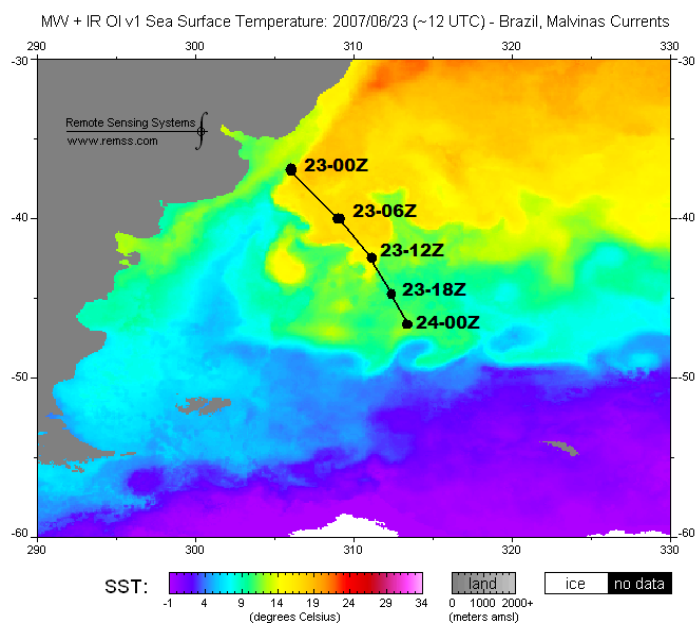 MW + IR OI v1 Sea Surface Temperature: 2007/06/23 (~12 UTC) - Brazil, Malvinas Currents
290 300 310 320 330
-30 -30
Remote Sensing Systems
www.remss.com
23-00Z
-40 23-06Z -40
23-12Z
23-18Z
24-00Z
-50 -50
-60 -60
290 300 310 320 330
SST: land ice no data
-1 4 9 14 19 24 29 34 0 1000 2000+
(degrees Celsius) (meters amsl)